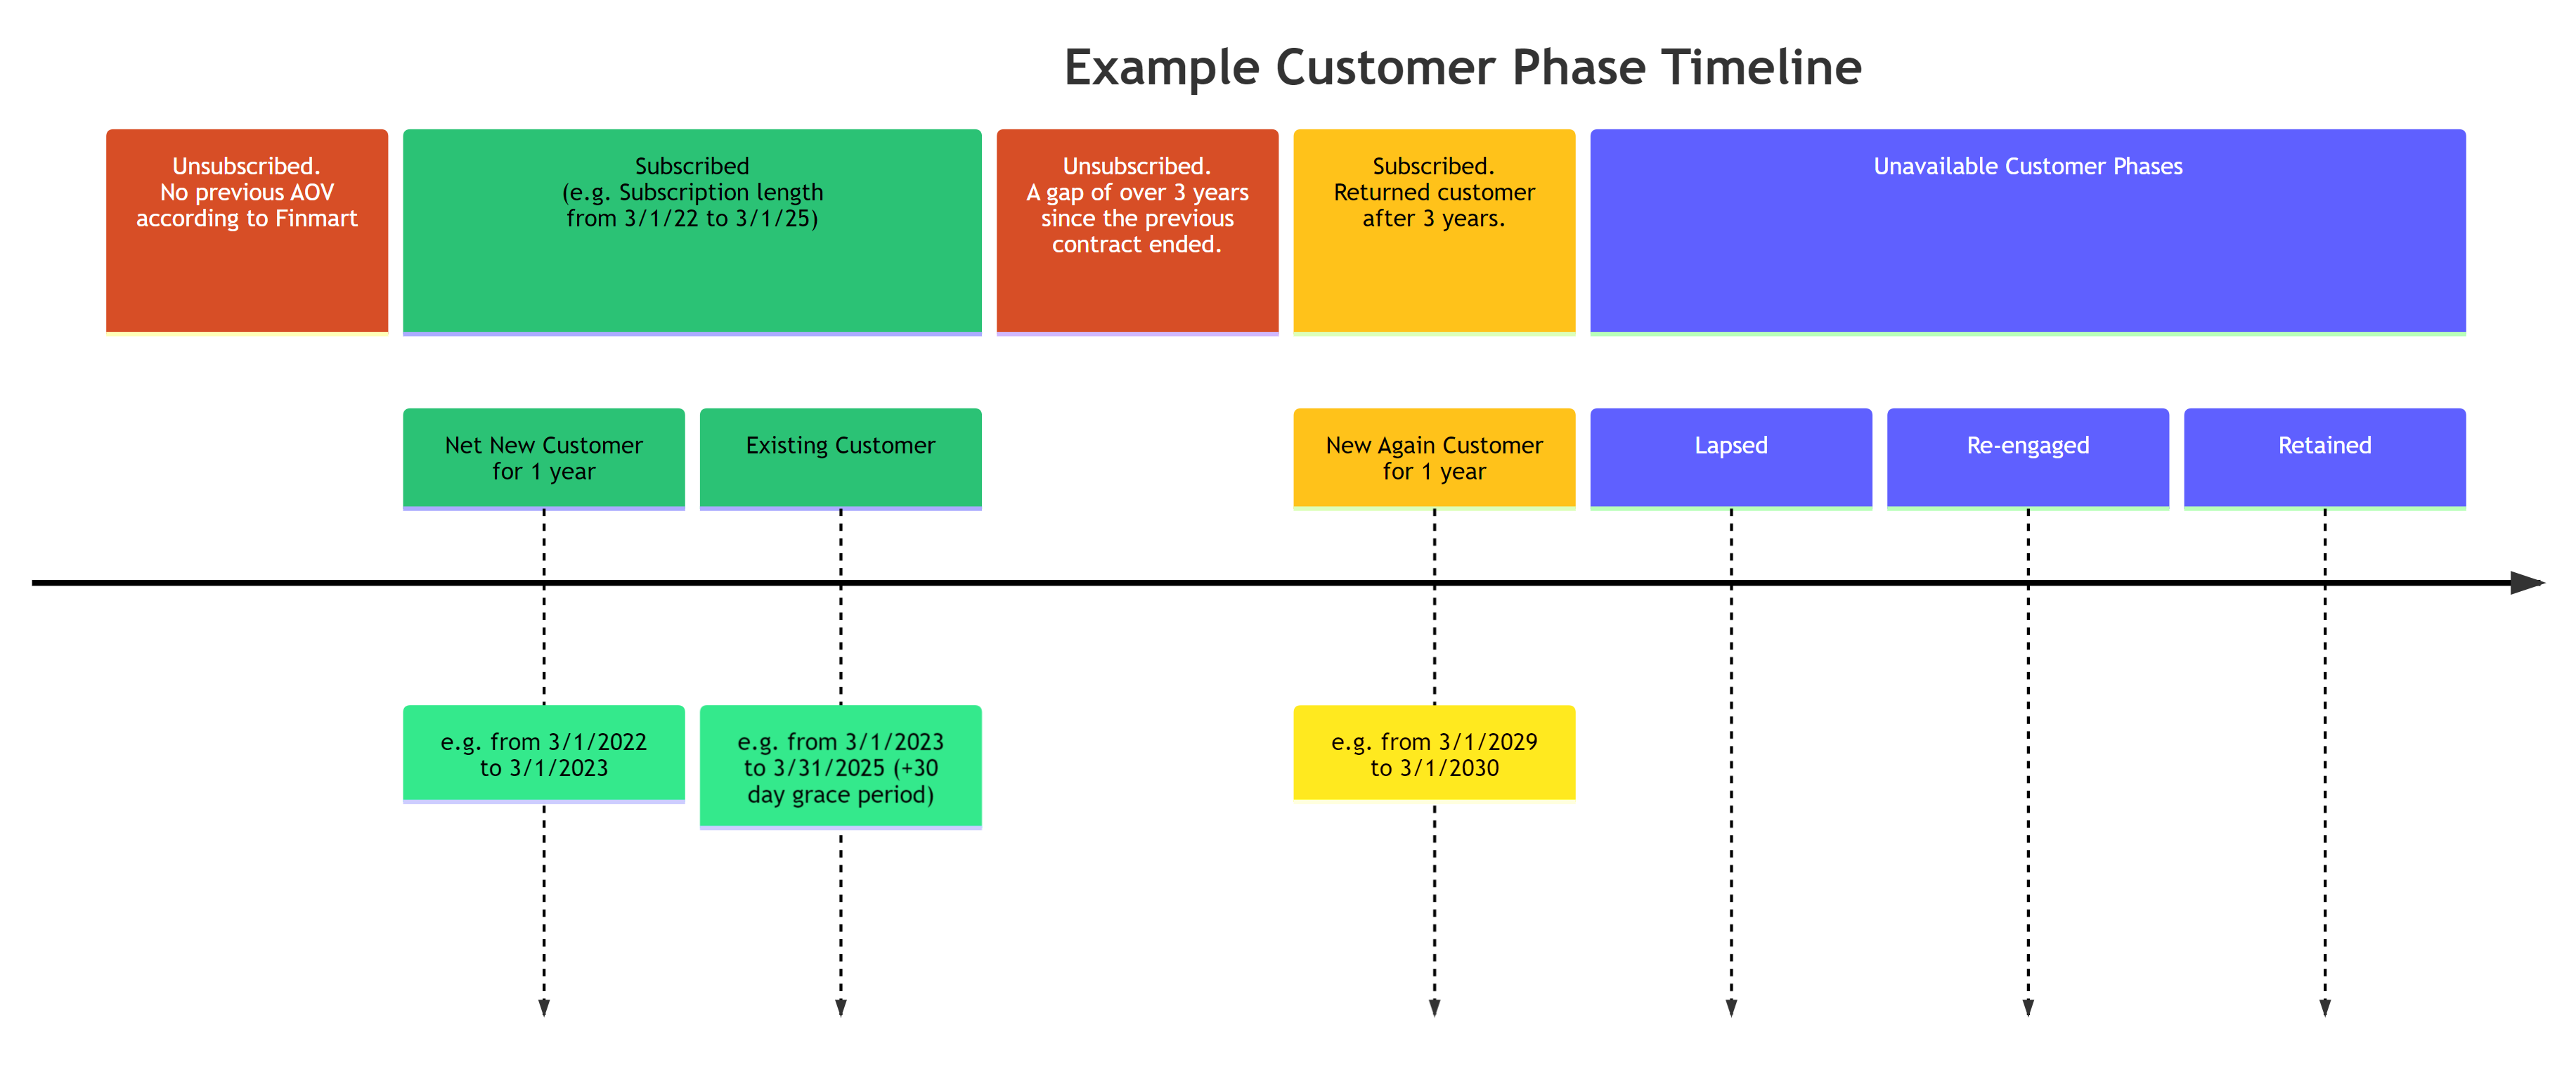 Example Customer Phase Timeline
Unsubscribed.
No previous AOV
according to Finmart
Subscribed
(e.g. Subscription length
from 3/1/22 to 3/1/25)
Unsubscribed.
A gap of over 3 years
since the previous
contract ended.
Subscribed.
Returned customer
after 3 years.
Unavailable Customer Phases
Net New Customer
for 1 year
Existing Customer
New Again Customer
for 1 year
Lapsed
Re-engaged
Retained
e.g. from 3/1/2022
to 3/1/2023
e.g. from 3/1/2023
to 3/31/2025 (+30
day grace period)
e.g. from 3/1/2029
to 3/1/2030